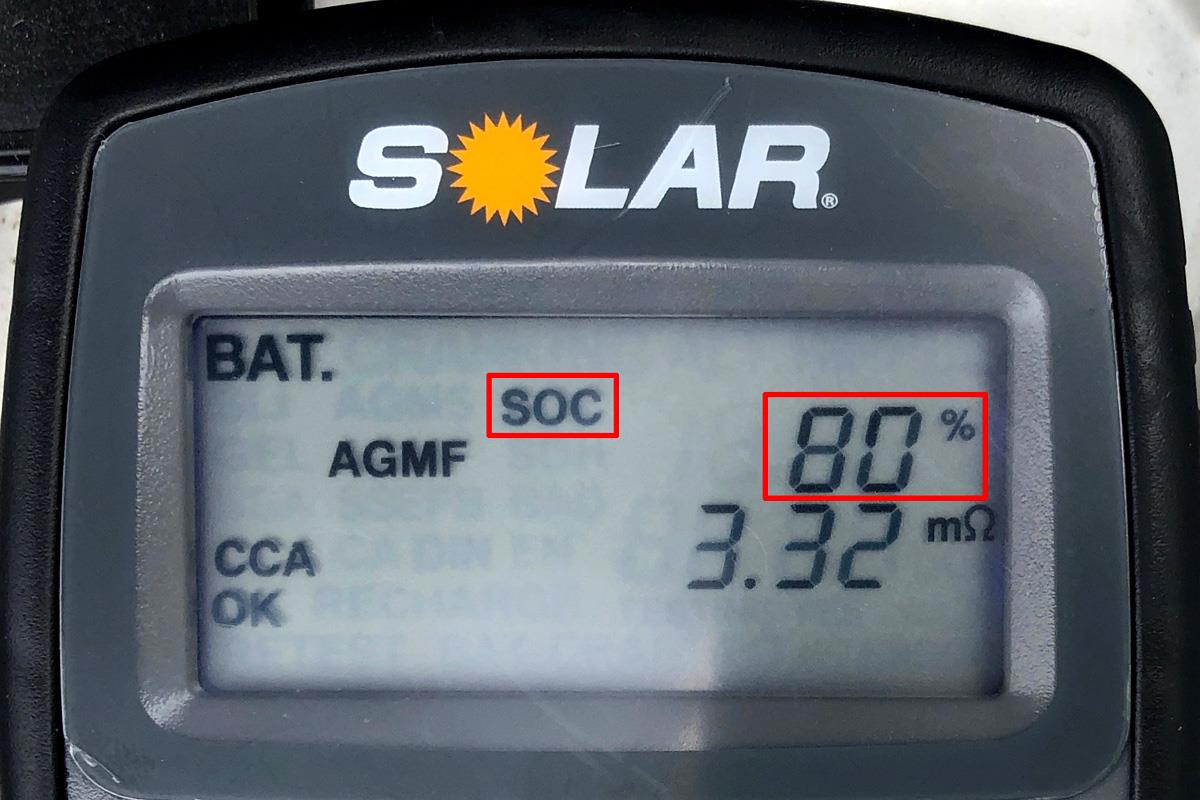 SOLAR®
BAT.
SOC 80 %
AGMF
3.32 mΩ
CCA
OK